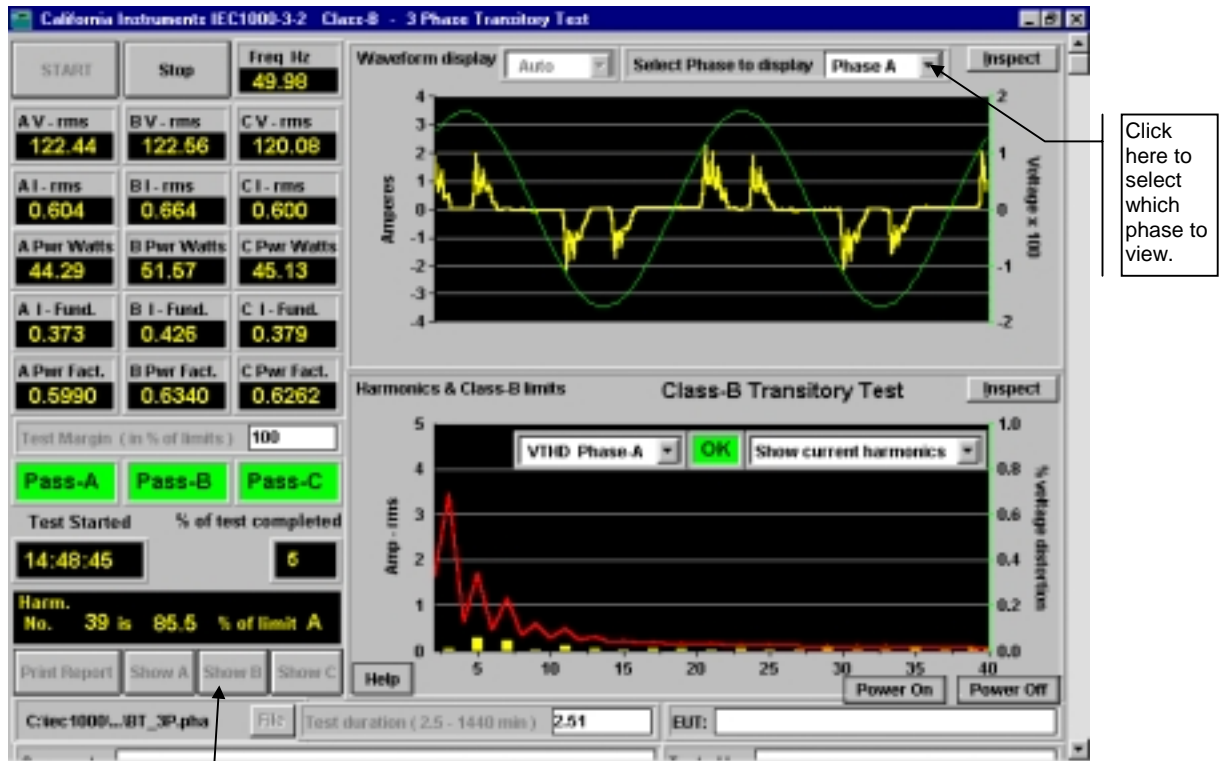 California Instruments IEC1000-3-2 Class-B - 3 Phase Transitory Test
START
Stop
Freq Hz
49.98
A V - rms
B V - rms
C V - rms
122.44
122.56
120.08
A I - rms
B I - rms
C I - rms
0.604
0.664
0.600
A Pwr Watts
B Pwr Watts
C Pwr Watts
44.29
51.57
45.13
A I - Fund.
B I - Fund.
C I - Fund.
0.373
0.426
0.379
A Pwr Fact.
B Pwr Fact.
C Pwr Fact.
0.5990
0.6340
0.6262
Test Margin (in % of limits)
100
Pass-A
Pass-B
Pass-C
Test Started
% of test completed
14:48:45
Harm.
No. 39 is 85.5 % of limit A
Print Report
Show A
Show B
Show C
Waveform display
Auto
Select Phase to display
Phase A
Inspect
4
3
2
1
0
-1
-2
-3
-4
Amperes
2
1
0
-1
-2
Voltage x 100
Click
here to
select
which
phase to
view.
Harmonics & Class-B limits
Class-B Transitory Test
Inspect
VTHD Phase-A
OK
Show current harmonics
5
4
3
2
1
0
Amp - rms
1.0
0.8
0.6
0.4
0.2
0.0
% voltage distortion
5
10
15
20
25
30
35
40
Help
Power On
Power Off
C:\iec1000\...\BT_3P.pha
File
Test duration ( 2.5 - 1440 min )
2.51
EUT: